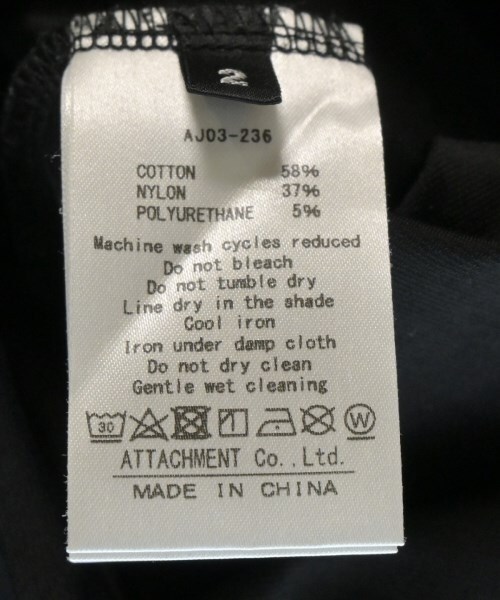 2
AJ03-236
COTTON 58%
NYLON 37%
POLYURETHANE 5%
Machine wash cycles reduced
Do not bleach
Do not tumble dry
Line dry in the shade
Cool iron
Iron under damp cloth
Do not dry clean
Gentle wet cleaning
30 W
ATTACHMENT Co.,Ltd.
MADE IN CHINA